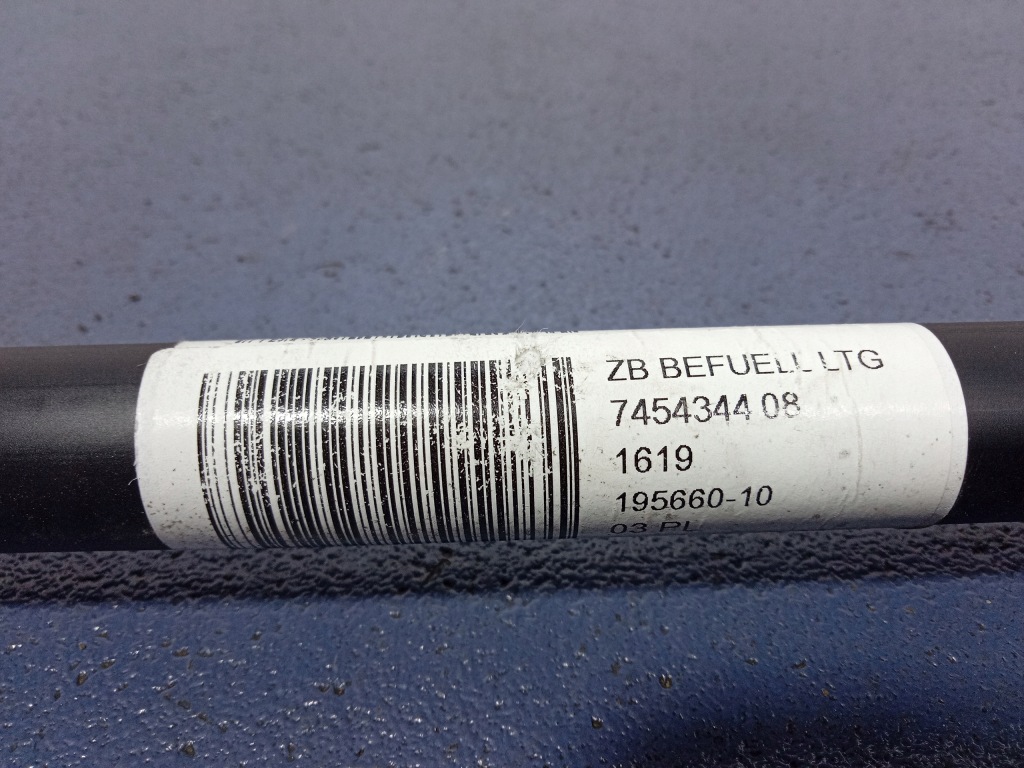 ZB BEFUELL LTG
7454344 08
1619
195660-10
03 PL